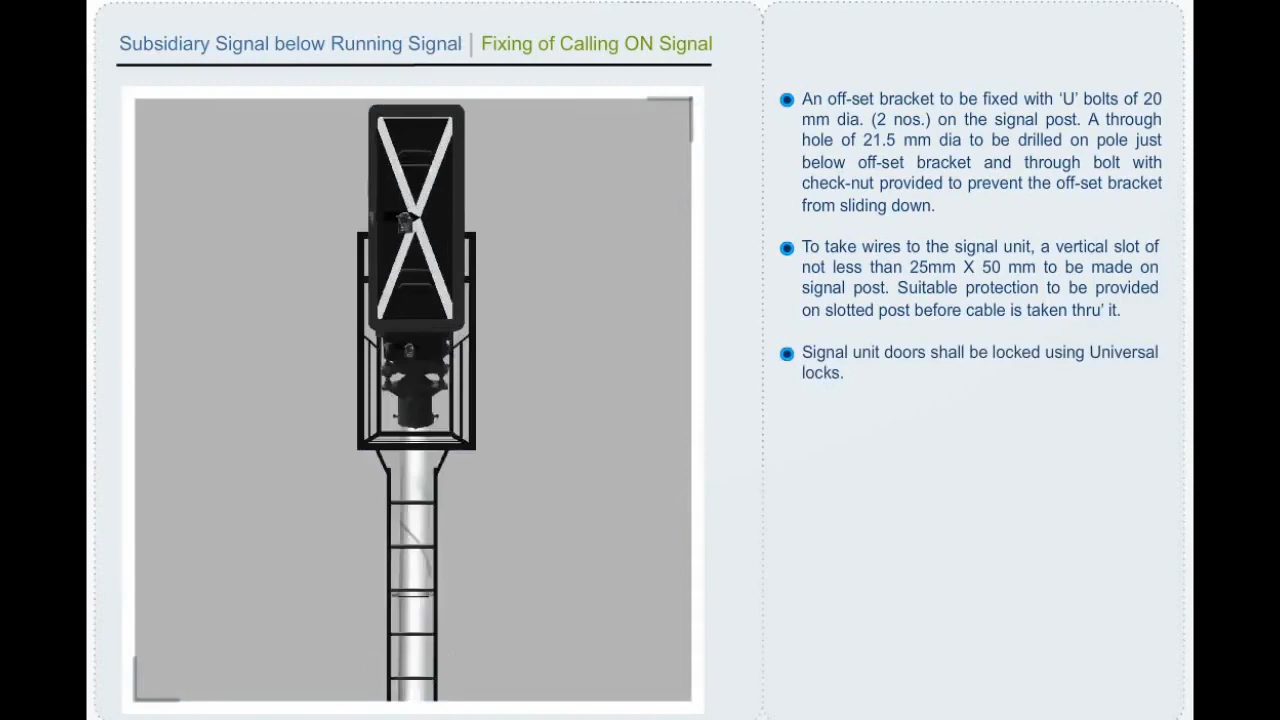 Subsidiary Signal below Running Signal | Fixing of Calling ON Signal
An off-set bracket to be fixed with ‘U’ bolts of 20
mm dia. (2 nos.) on the signal post. A through
hole of 21.5 mm dia to be drilled on pole just
below off-set bracket and through bolt with
check-nut provided to prevent the off-set bracket
from sliding down.
To take wires to the signal unit, a vertical slot of
not less than 25mm X 50 mm to be made on
signal post. Suitable protection to be provided
on slotted post before cable is taken thru’ it.
Signal unit doors shall be locked using Universal
locks.